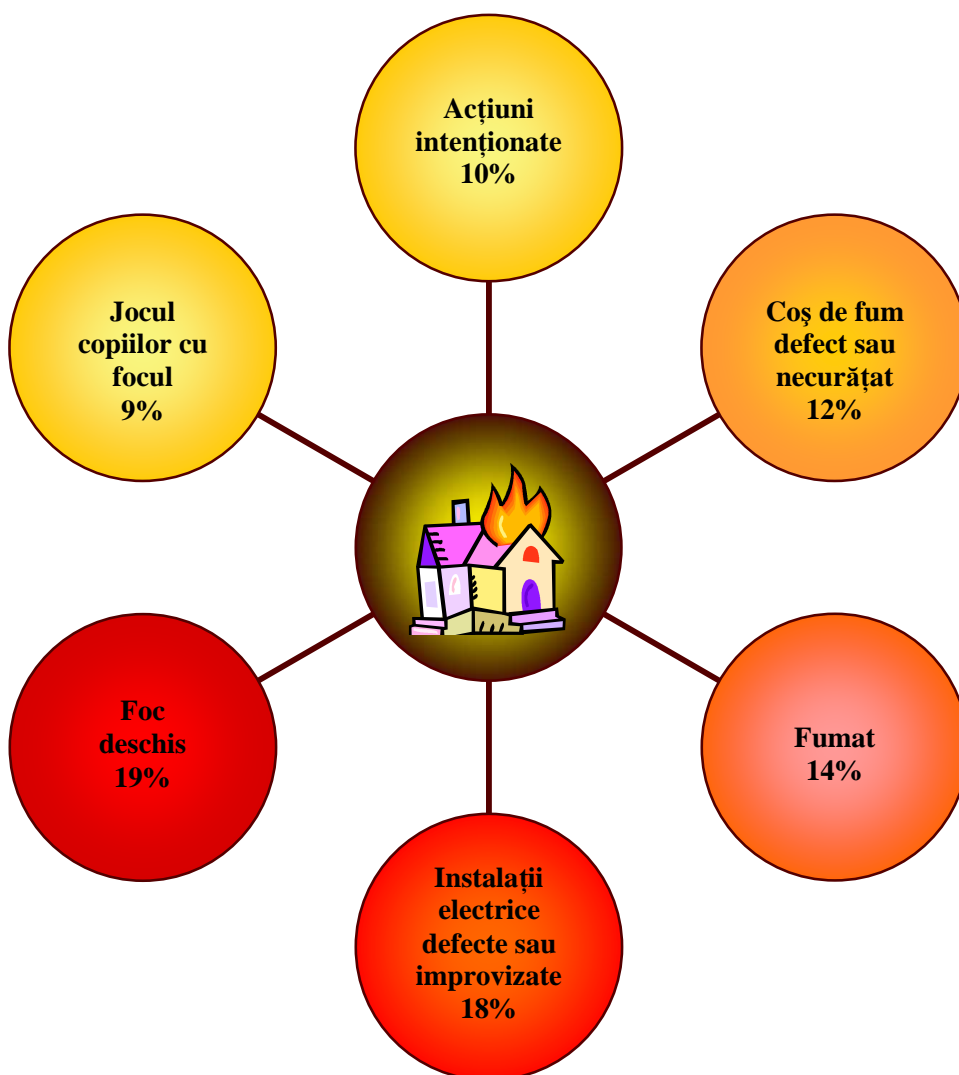 Acțiuni
intenționate
10%
Coş de fum
defect sau
necurățat
12%
Fumat
14%
Instalații
electrice
defecte sau
improvizate
18%
Foc
deschis
19%
Jocul
copiilor cu
focul
9%